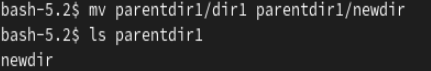 bash-5.2$ mv parentdir1/dir1 parentdir1/newdir
bash-5.2$ ls parentdir1
newdir